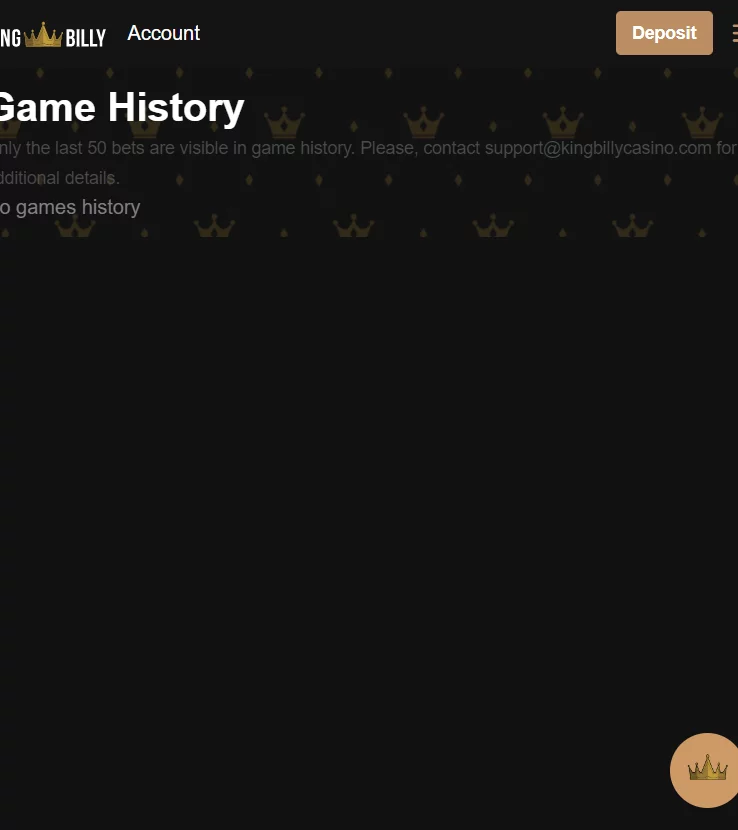 NG BILLY Account Deposit
Game History
nly the last 50 bets are visible in game history. Please, contact support@kingbillycasino.com for
dditional details.
o games history